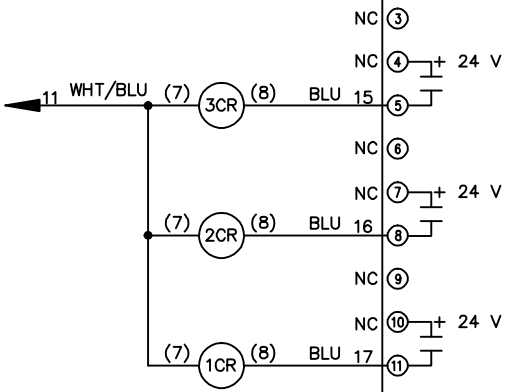 NC 3
NC 4 + 24 V
11 WHT/BLU (7) 3CR (8) BLU 15 5
NC 6
NC 7 + 24 V
(7) 2CR (8) BLU 16 8
NC 9
NC 10 + 24 V
(7) 1CR (8) BLU 17 11